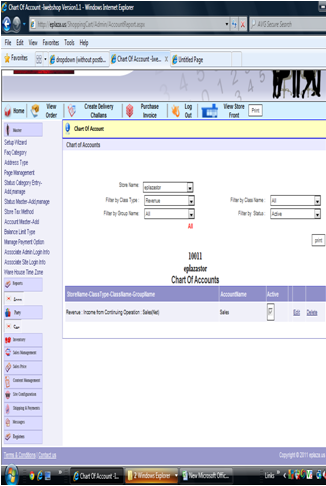 Chart Of Account -Iwebshop Version1.1 - Windows Internet Explorer
http://eplaza.us/ShoppingCart/Admin/AccountReport.aspx
AVG Secure Search
File Edit View Favorites Tools Help
Favorites dropdown (without postb... Chart Of Account -Iwe... Untitled Page
Home View Order Create Delivery Challans Purchase Invoice Log Out View Store Front Print
Chart Of Account
Chart of Accounts
Setup Wizard
Faq Category
Address Type
Page Management
Status Category Entry-Add,manage
Status Master-Add,manage
Store Tax Method
Account Master-Add
Balance Limit Type
Manage Payment Option
Associate Admin Login Info
Associate Site Login Info
Ware House Time Zone
Reports
Party
Inventory
Sales Management
Sales Price
Content Management
Site Configuration
Shopping & Payments
Messages
Store Name: eplazastor
Filter by Class Type : Revenue Filter by Class Name : All
Filter by Group Name : All Filter by Status : Active
All
print
10011
eplazastor
Chart Of Accounts
StoreName-ClassType-ClassName-GroupName AccountName Active
Revenue : Income from Continuing Operation : Sales(Net) Sales Edit Delete
Terms & Conditions| Contact us Copyright © 2011 eplaza.us
Chart Of Account -I... 2 Windows Explorer New Microsoft Offic... Links